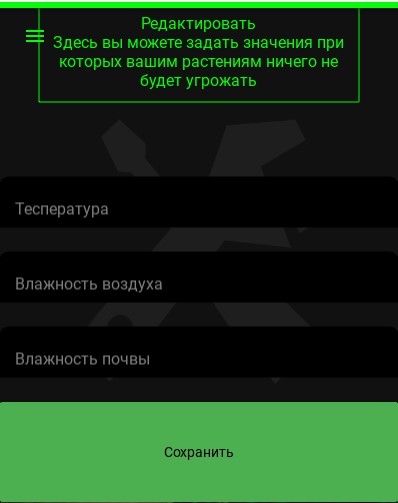 Редактировать
Здесь вы можете задать значения при
которых вашим растениям ничего не
будет угрожать
Теспература
Влажность воздуха
Влажность почвы
Сохранить